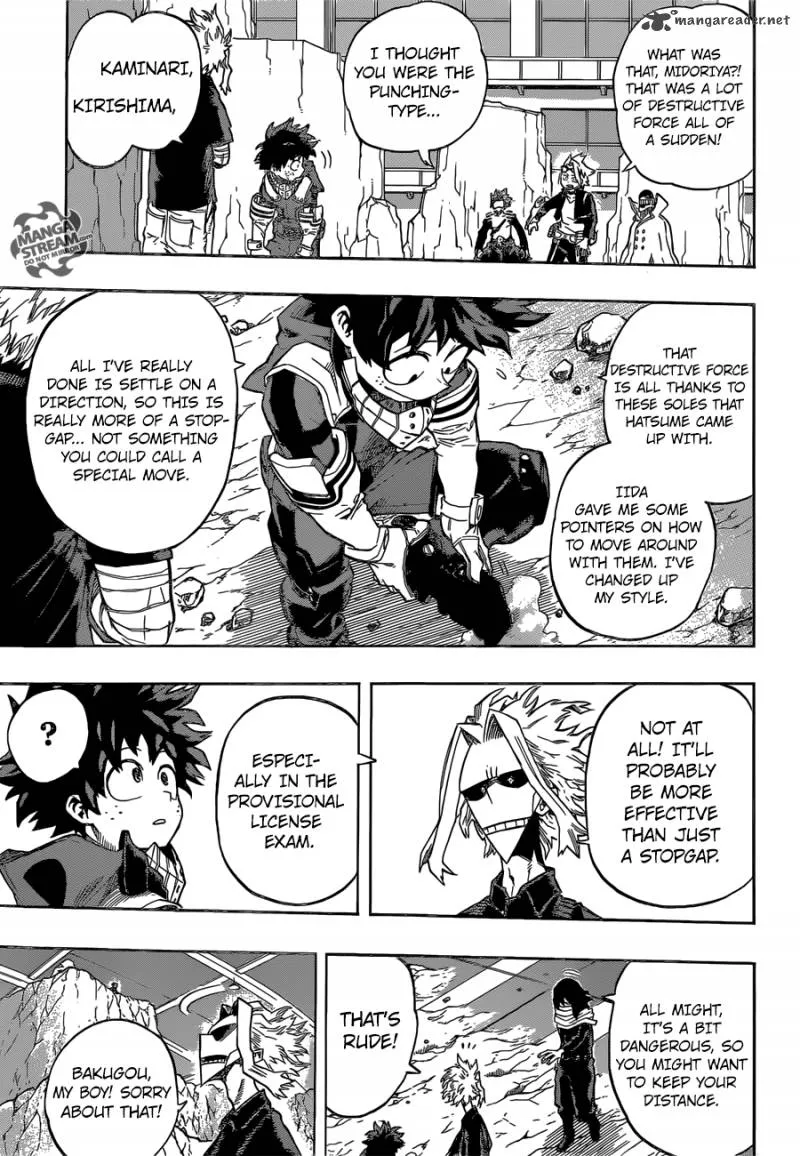 mangareader.net
WHAT WAS
THAT, MIDORIYA?!
THAT WAS A LOT
OF DESTRUCTIVE
FORCE ALL OF
A SUDDEN!
I THOUGHT
YOU WERE THE
PUNCHING-
TYPE...
KAMINARI,
KIRISHIMA,
MANGA
STREAM.com
DO NOT MIRROR
THAT
DESTRUCTIVE FORCE
IS ALL THANKS TO
THESE SOLES THAT
HATSUME CAME
UP WITH.
IIDA
GAVE ME SOME
POINTERS ON HOW
TO MOVE AROUND
WITH THEM. I'VE
CHANGED UP
MY STYLE.
ALL I'VE REALLY
DONE IS SETTLE ON A
DIRECTION, SO THIS IS
REALLY MORE OF A STOP-
GAP... NOT SOMETHING
YOU COULD CALL A
SPECIAL MOVE.
NOT AT
ALL! IT'LL
PROBABLY
BE MORE
EFFECTIVE
THAN JUST
A STOPGAP.
ESPECI-
ALLY IN THE
PROVISIONAL
LICENSE
EXAM.
?
ALL MIGHT,
IT'S A BIT
DANGEROUS, SO
YOU MIGHT WANT
TO KEEP YOUR
DISTANCE.
THAT'S
RUDE!
BAKUGOU,
MY BOY! SORRY
ABOUT THAT!